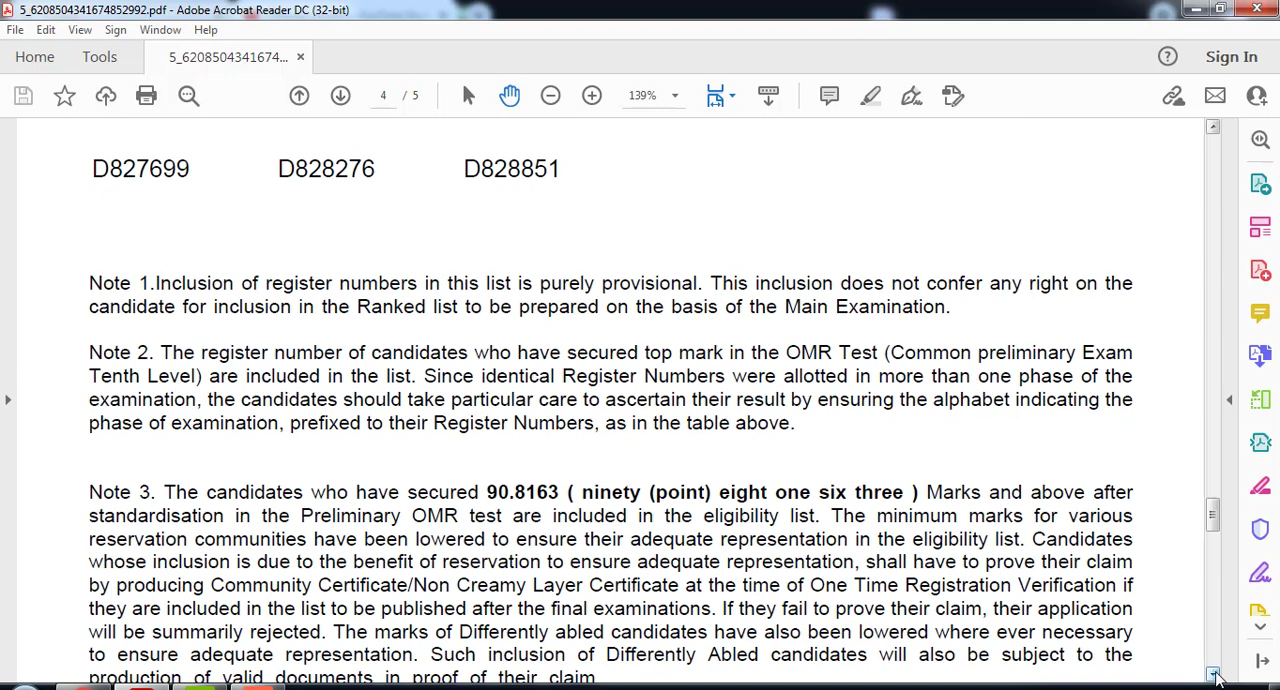 5_6208504341674852992.pdf - Adobe Acrobat Reader DC (32-bit)
File Edit View Sign Window Help
Home Tools 5_62085043416​74... × Sign In
4 / 5 139%
D827699 D828276 D828851
Note 1.Inclusion of register numbers in this list is purely provisional. This inclusion does not confer any right on the
candidate for inclusion in the Ranked list to be prepared on the basis of the Main Examination.
Note 2. The register number of candidates who have secured top mark in the OMR Test (Common preliminary Exam
Tenth Level) are included in the list. Since identical Register Numbers were allotted in more than one phase of the
examination, the candidates should take particular care to ascertain their result by ensuring the alphabet indicating the
phase of examination, prefixed to their Register Numbers, as in the table above.
Note 3. The candidates who have secured 90.8163 ( ninety (point) eight one six three ) Marks and above after
standardisation in the Preliminary OMR test are included in the eligibility list. The minimum marks for various
reservation communities have been lowered to ensure their adequate representation in the eligibility list. Candidates
whose inclusion is due to the benefit of reservation to ensure adequate representation, shall have to prove their claim
by producing Community Certificate/Non Creamy Layer Certificate at the time of One Time Registration Verification if
they are included in the list to be published after the final examinations. If they fail to prove their claim, their application
will be summarily rejected. The marks of Differently abled candidates have also been lowered where ever necessary
to ensure adequate representation. Such inclusion of Differently Abled candidates will also be subject to the
production of valid documents in proof of their claim